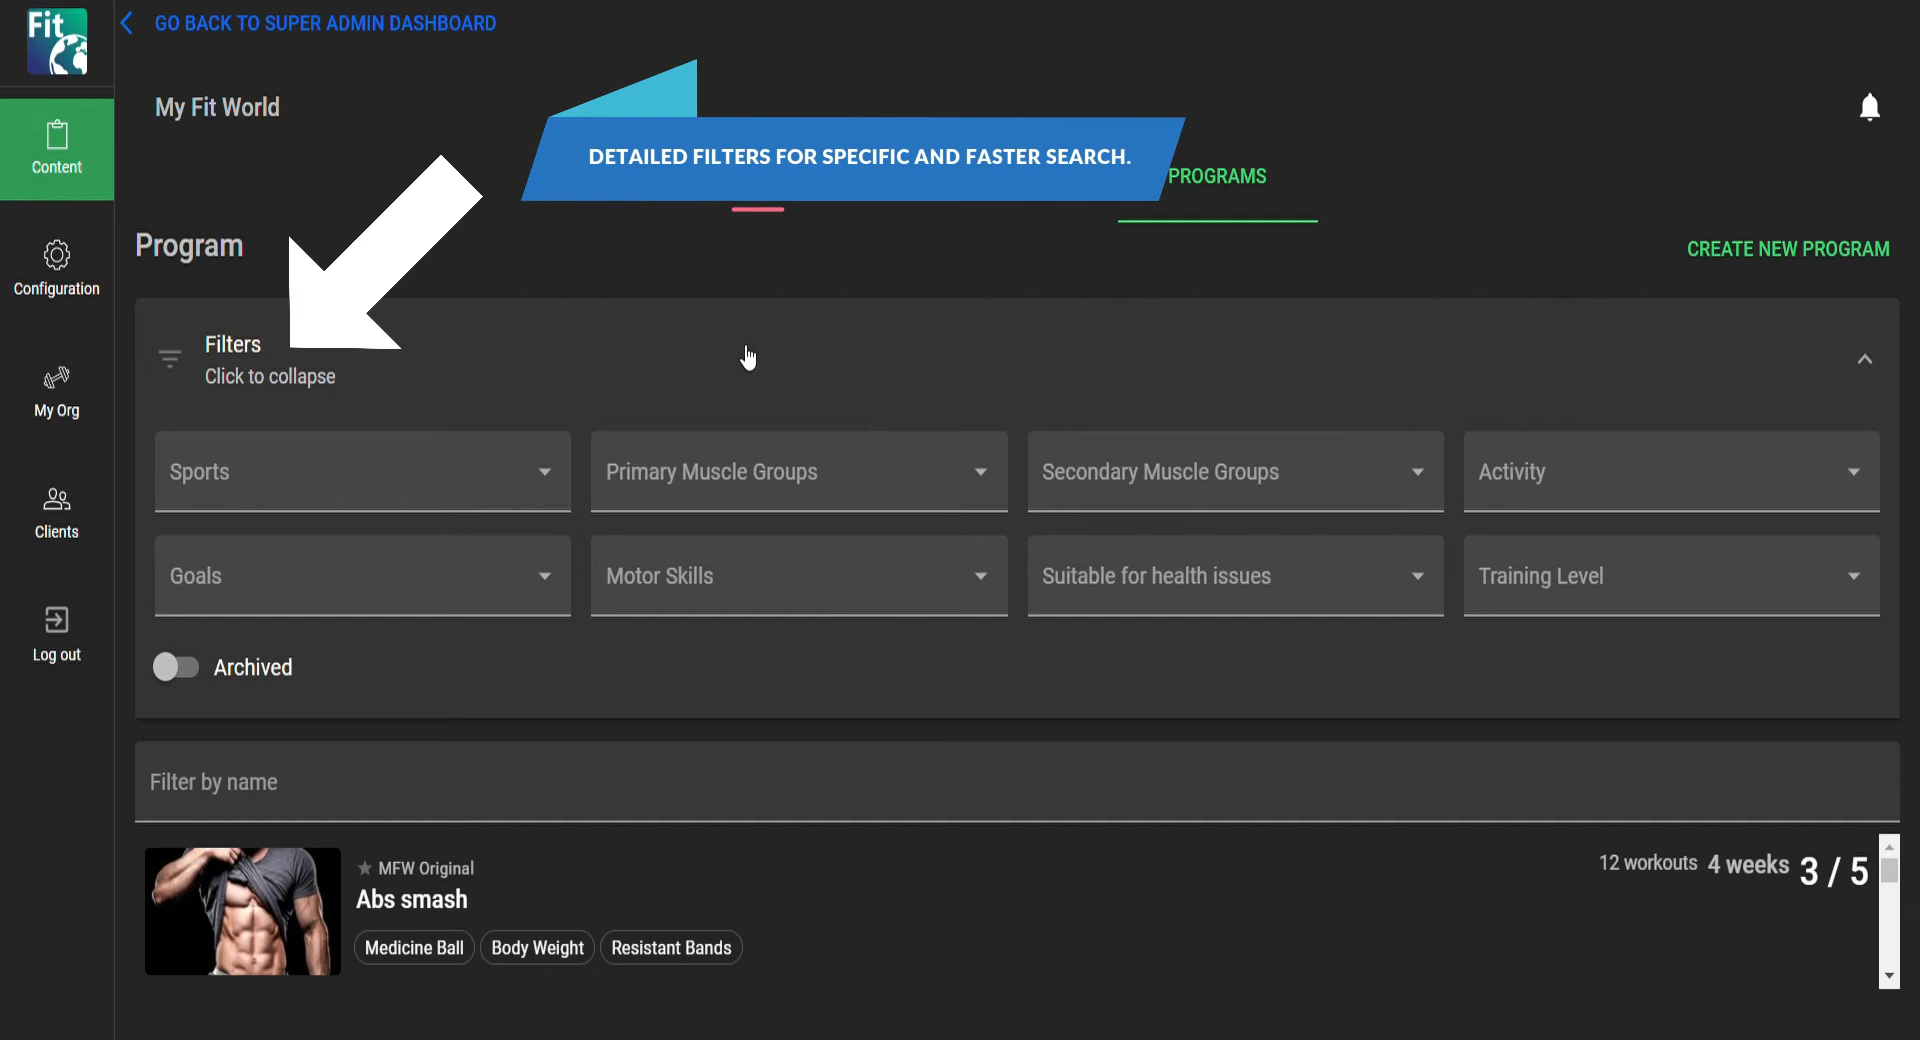 Fit
GO BACK TO SUPER ADMIN DASHBOARD
My Fit World
DETAILED FILTERS FOR SPECIFIC AND FASTER SEARCH.
PROGRAMS
Content
Configuration
My Org
Clients
Log out
Program
CREATE NEW PROGRAM
Filters
Click to collapse
Sports
Primary Muscle Groups
Secondary Muscle Groups
Activity
Goals
Motor Skills
Suitable for health issues
Training Level
Archived
Filter by name
MFW Original
Abs smash
Medicine Ball
Body Weight
Resistant Bands
12 workouts 4 weeks 3 / 5